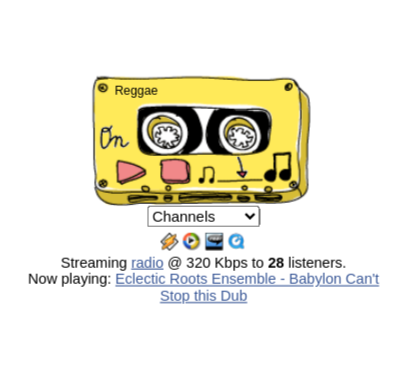 Reggae
On
Channels
Streaming radio @ 320 Kbps to 28 listeners.
Now playing: Eclectic Roots Ensemble - Babylon Can't
Stop this Dub